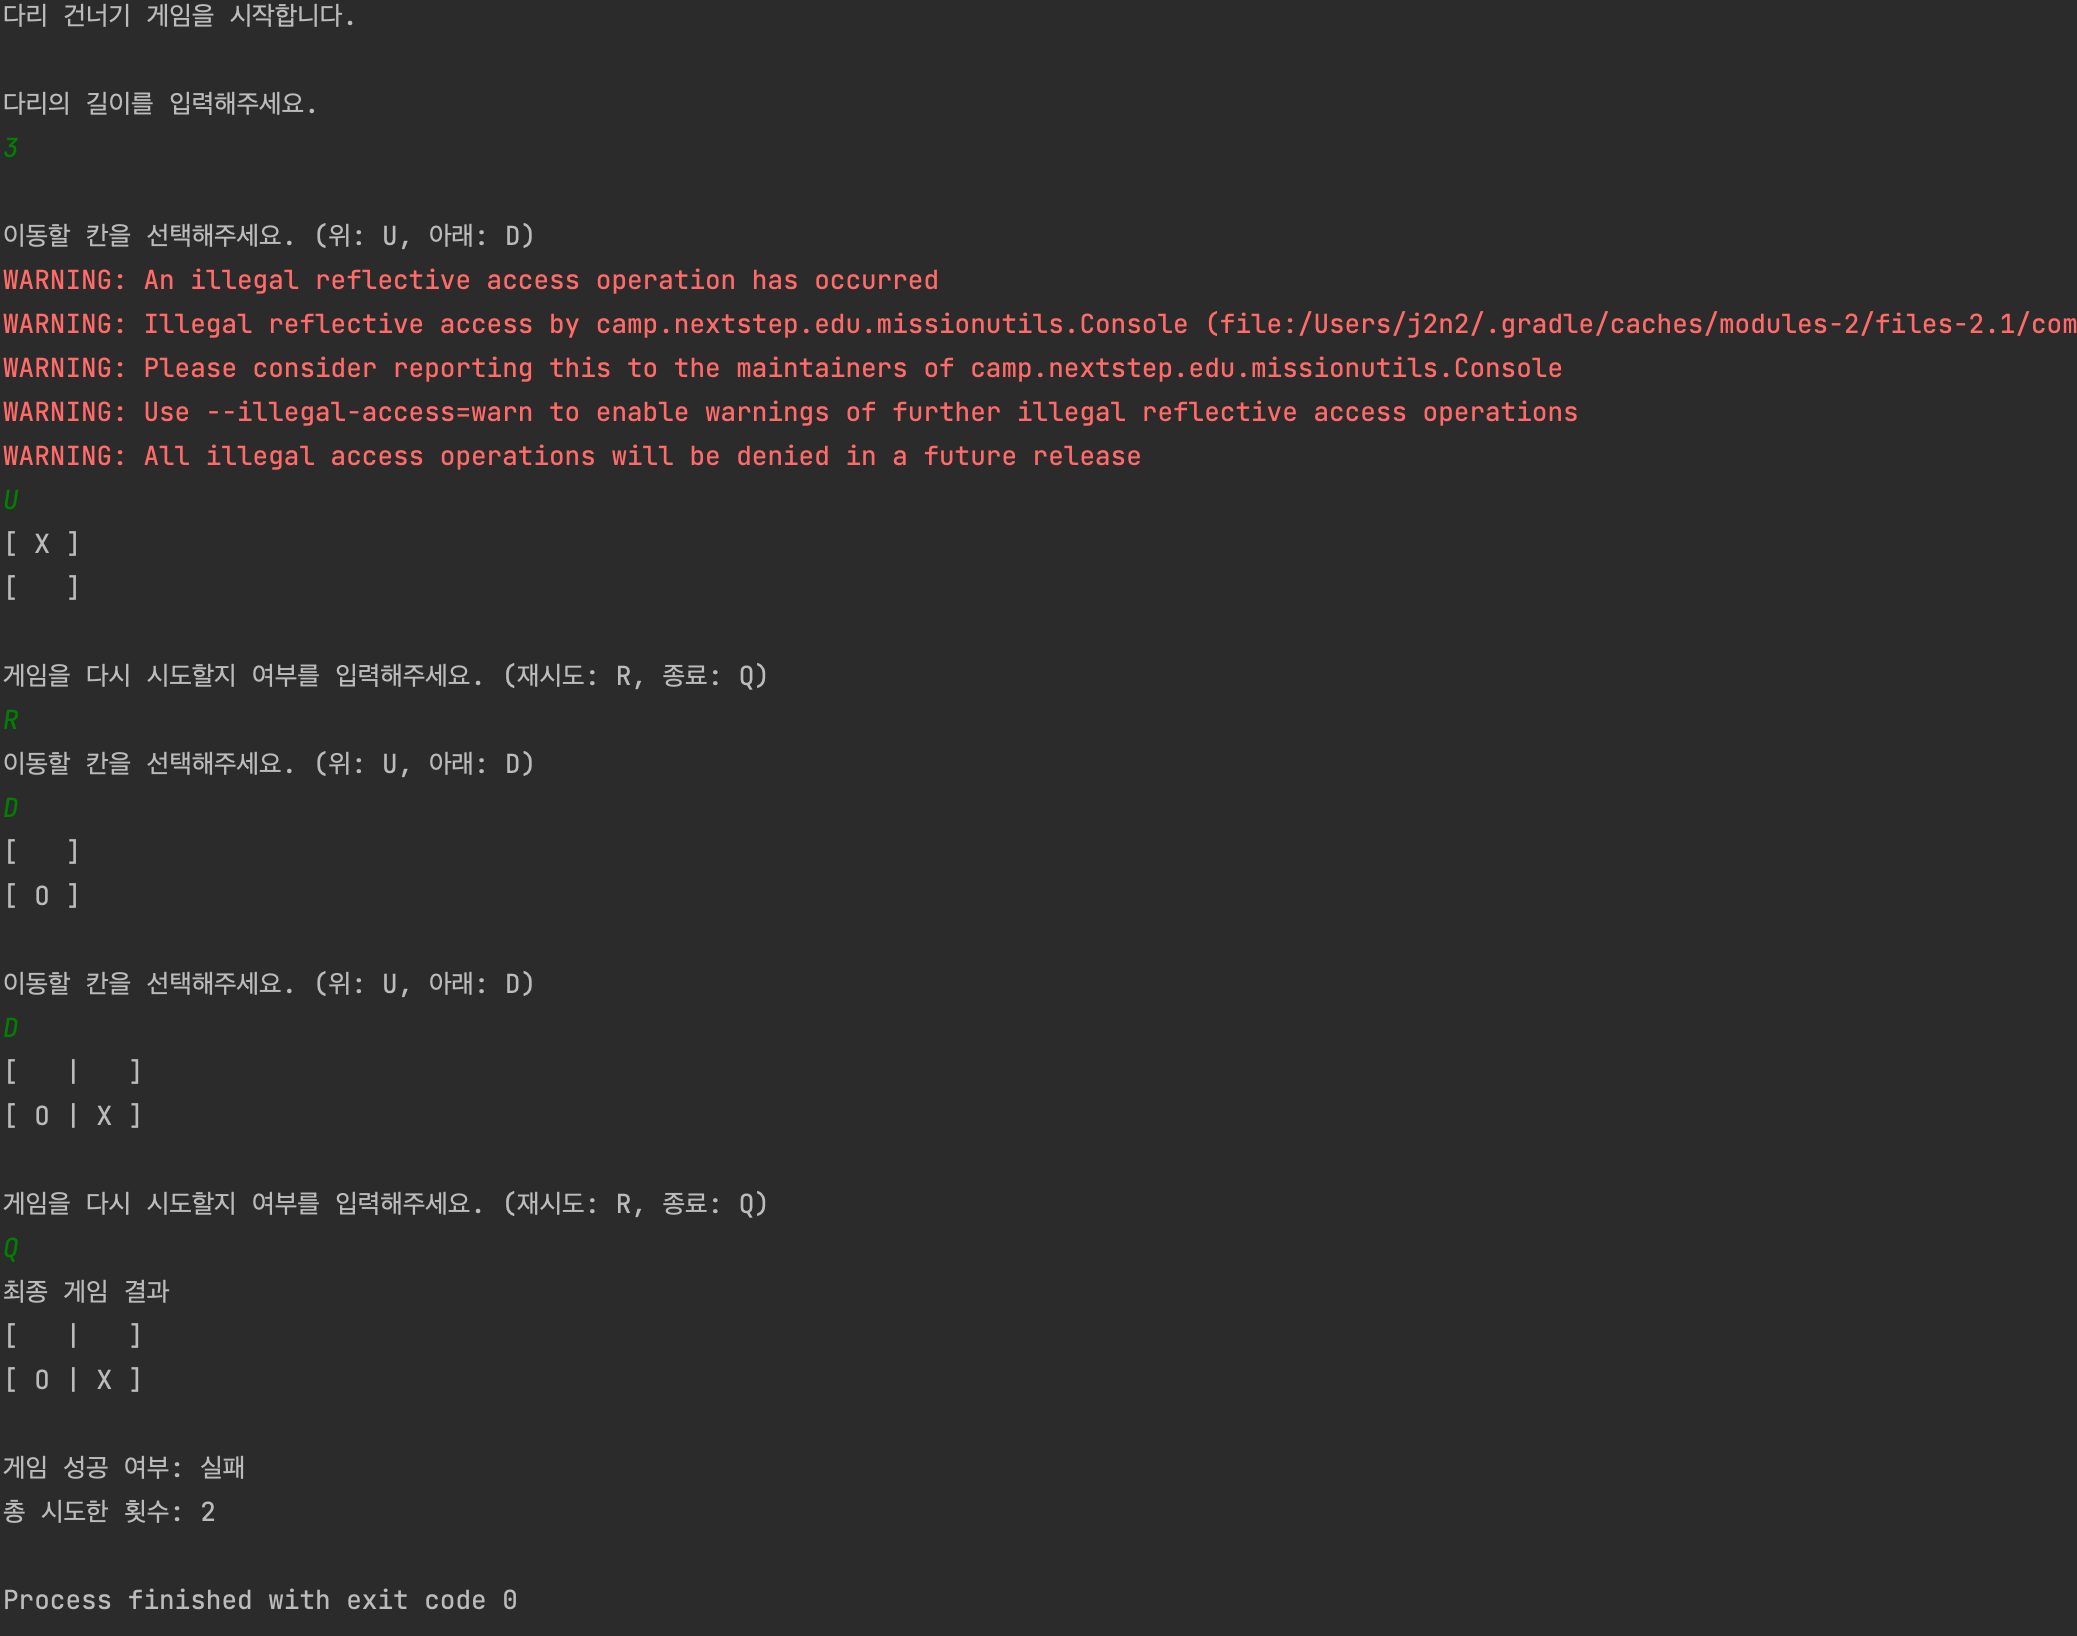 다리 건너기 게임을 시작합니다.
다리의 길이를 입력해주세요.
3
이동할 칸을 선택해주세요. (위: U, 아래: D)
WARNING: An illegal reflective access operation has occurred
WARNING: Illegal reflective access by camp.nextstep.edu.missionutils.Console (file:/Users/j2n2/.gradle/caches/modules-2/files-2.1/com
WARNING: Please consider reporting this to the maintainers of camp.nextstep.edu.missionutils.Console
WARNING: Use --illegal-access=warn to enable warnings of further illegal reflective access operations
WARNING: All illegal access operations will be denied in a future release
U
[ X ]
[   ]
게임을 다시 시도할지 여부를 입력해주세요. (재시도: R, 종료: Q)
R
이동할 칸을 선택해주세요. (위: U, 아래: D)
D
[   ]
[ O ]
이동할 칸을 선택해주세요. (위: U, 아래: D)
D
[   |   ]
[ O | X ]
게임을 다시 시도할지 여부를 입력해주세요. (재시도: R, 종료: Q)
Q
최종 게임 결과
[   |   ]
[ O | X ]
게임 성공 여부: 실패
총 시도한 횟수: 2
Process finished with exit code 0